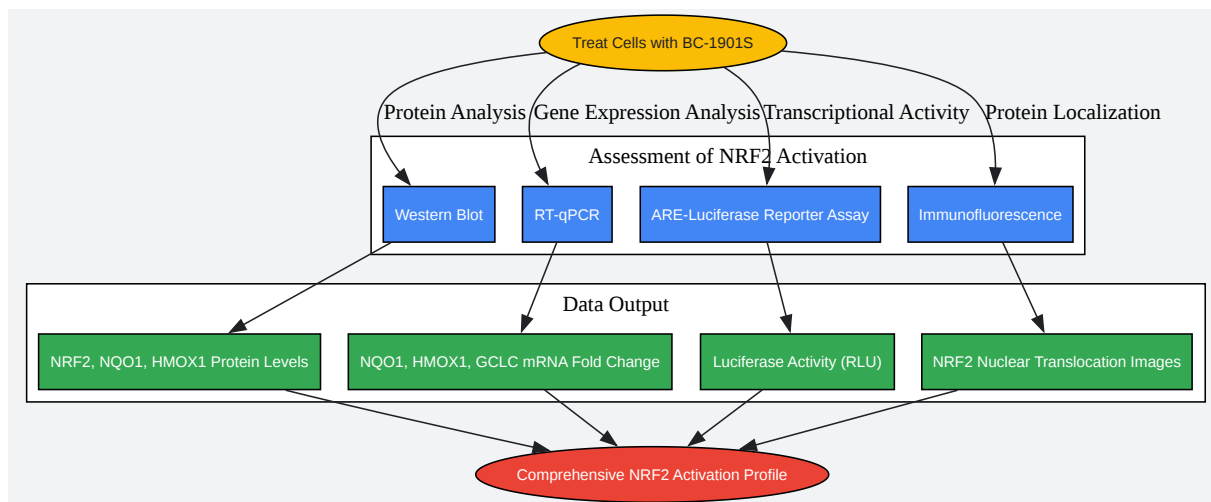 Treat Cells with BC-1901S
Protein Analysis
Gene Expression Analysis
Transcriptional Activity
Protein Localization
Assessment of NRF2 Activation
Western Blot
RT-qPCR
ARE-Luciferase Reporter Assay
Immunofluorescence
Data Output
NRF2, NQO1, HMOX1 Protein Levels
NQO1, HMOX1, GCLC mRNA Fold Change
Luciferase Activity (RLU)
NRF2 Nuclear Translocation Images
Comprehensive NRF2 Activation Profile